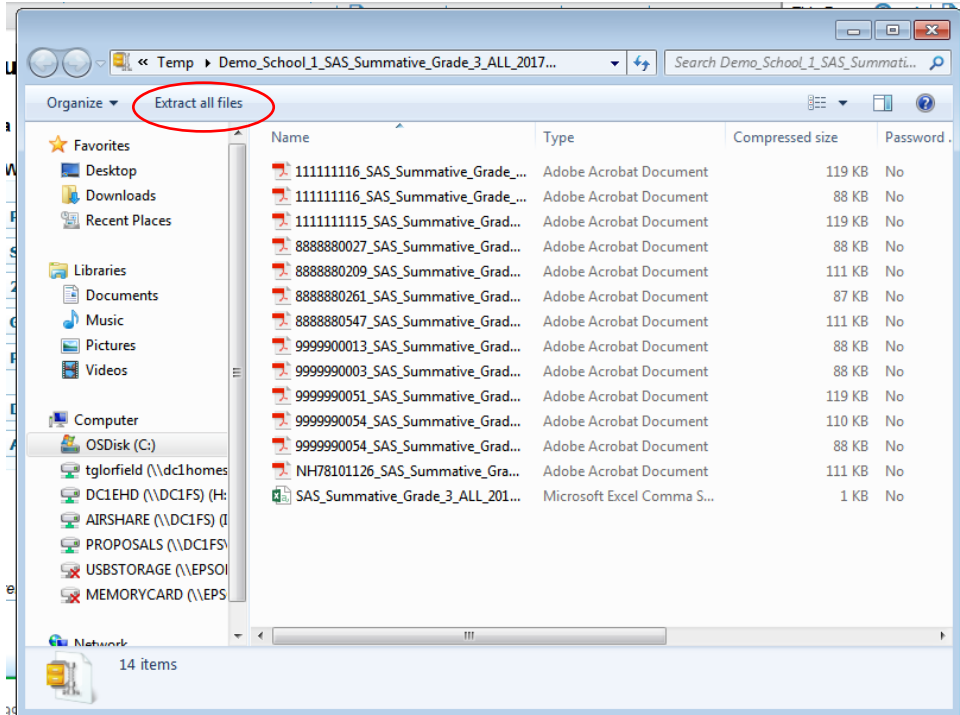 « Temp ▸ Demo_School_1_SAS_Summative_Grade_3_ALL_2017...
Search Demo_School_1_SAS_Summati...
Organize
Extract all files
Name Type Compressed size Password .
Favorites
Desktop
Downloads
Recent Places
Libraries
Documents
Music
Pictures
Videos
Computer
OSDisk (C:)
tglorfield (\\dc1homes
DC1EHD (\\DC1FS) (H:
AIRSHARE (\\DC1FS) (I
PROPOSALS (\\DC1FS\
USBSTORAGE (\\EPSO
MEMORYCARD (\\EPS
Network
111111116_SAS_Summative_Grade_... Adobe Acrobat Document 119 KB No
111111116_SAS_Summative_Grade_... Adobe Acrobat Document 88 KB No
1111111115_SAS_Summative_Grad... Adobe Acrobat Document 119 KB No
8888880027_SAS_Summative_Grad... Adobe Acrobat Document 88 KB No
8888880209_SAS_Summative_Grad... Adobe Acrobat Document 111 KB No
8888880261_SAS_Summative_Grad... Adobe Acrobat Document 87 KB No
8888880547_SAS_Summative_Grad... Adobe Acrobat Document 111 KB No
9999900013_SAS_Summative_Grad... Adobe Acrobat Document 88 KB No
9999990003_SAS_Summative_Grad... Adobe Acrobat Document 88 KB No
9999990051_SAS_Summative_Grad... Adobe Acrobat Document 119 KB No
9999990054_SAS_Summative_Grad... Adobe Acrobat Document 110 KB No
9999990054_SAS_Summative_Grad... Adobe Acrobat Document 88 KB No
NH78101126_SAS_Summative_Gra... Adobe Acrobat Document 111 KB No
SAS_Summative_Grade_3_ALL_201... Microsoft Excel Comma S... 1 KB No
14 items